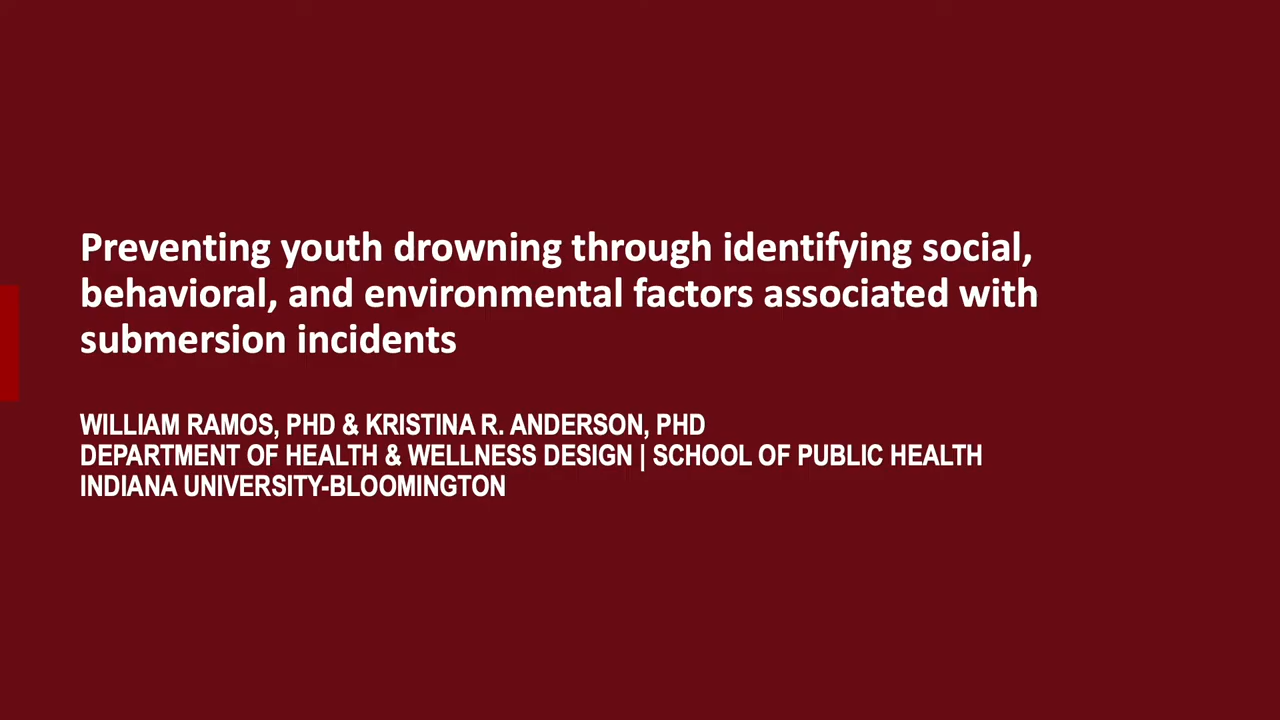 Preventing youth drowning through identifying social,
behavioral, and environmental factors associated with
submersion incidents
WILLIAM RAMOS, PHD & KRISTINA R. ANDERSON, PHD
DEPARTMENT OF HEALTH & WELLNESS DESIGN | SCHOOL OF PUBLIC HEALTH
INDIANA UNIVERSITY-BLOOMINGTON